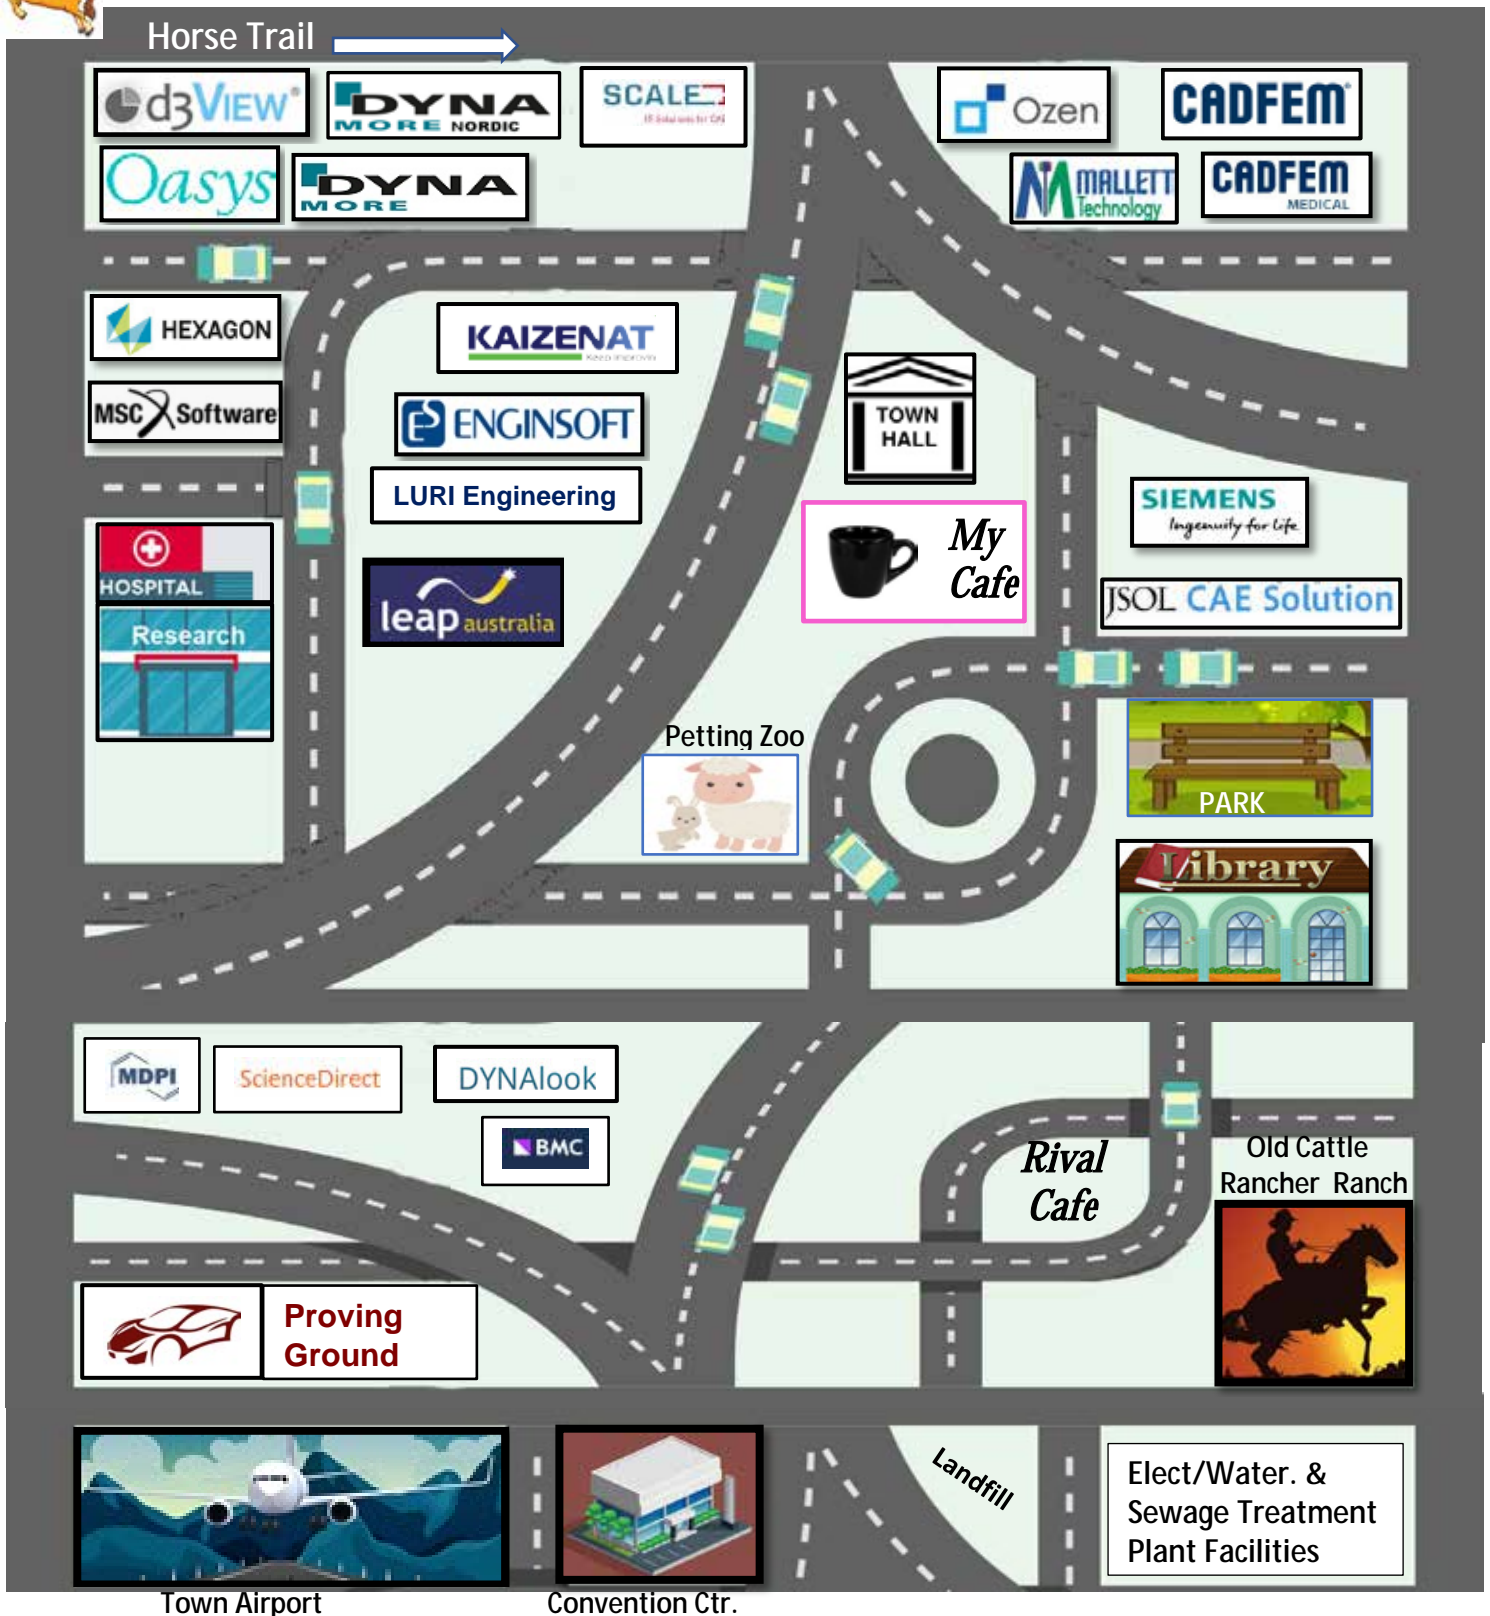 Horse Trail
d3VIEW
DYNA
MORE NORDIC
SCALE
Ozen
CADFEM
Oasys
DYNA
MORE
MALLETT
Technology
CADFEM
MEDICAL
HEXAGON
KAIZENAT
Keep Improvin
MSC Software
ENGINSOFT
TOWN
HALL
LURI Engineering
SIEMENS
Ingenuity for life
My
Cafe
HOSPITAL
Research
leap australia
JSOL CAE Solution
Petting Zoo
PARK
Library
MDPI
ScienceDirect
DYNAlook
BMC
Rival
Cafe
Old Cattle
Rancher Ranch
Proving
Ground
Landfill
Elect/Water. &
Sewage Treatment
Plant Facilities
Town Airport
Convention Ctr.